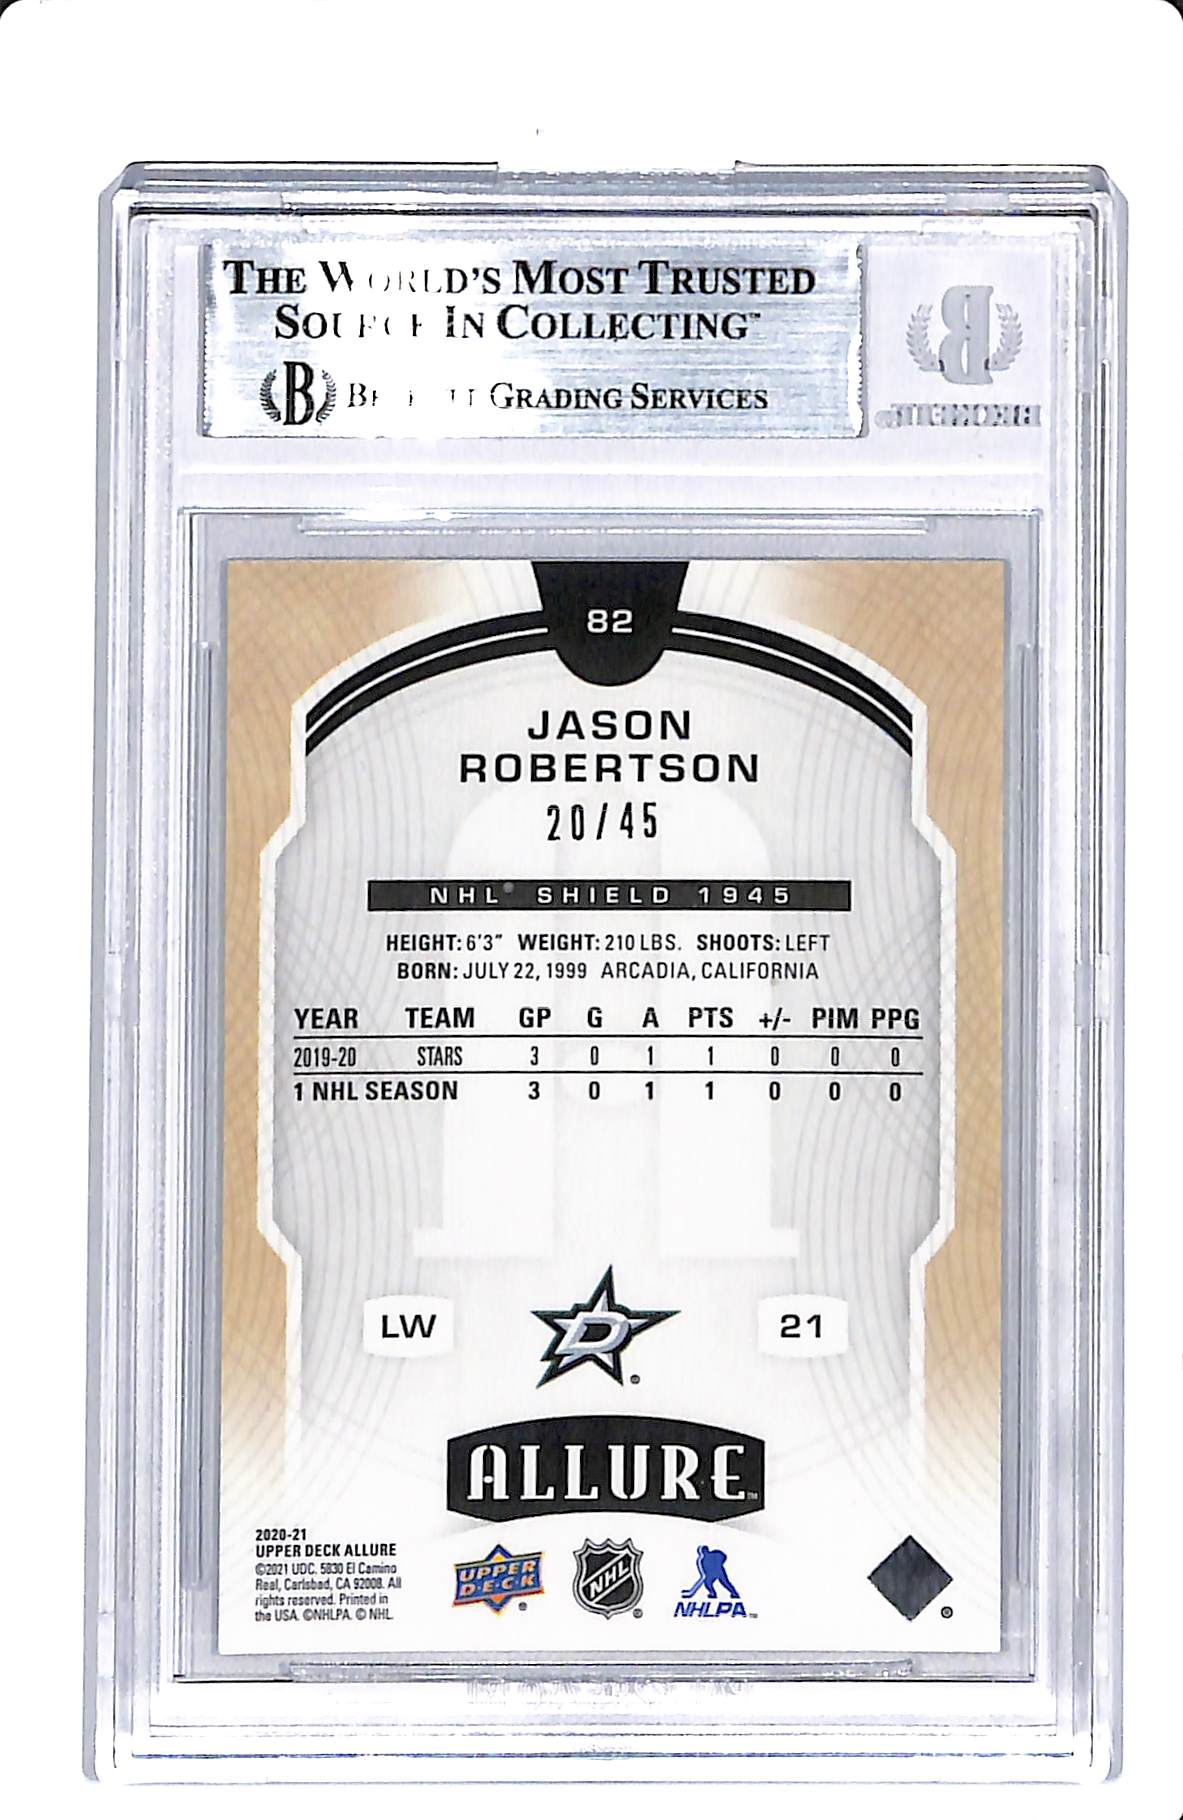 THE WORLD'S MOST TRUSTED
SOURCE IN COLLECTING™
B BECKETT GRADING SERVICES
B
82
JASON
ROBERTSON
20/45
NHL® SHIELD 1945
HEIGHT: 6'3" WEIGHT: 210 LBS. SHOOTS: LEFT
BORN: JULY 22, 1999 ARCADIA, CALIFORNIA
YEAR TEAM GP G A PTS +/- PIM PPG
2019-20 STARS 3 0 1 1 0 0 0
1 NHL SEASON 3 0 1 1 0 0 0
LW
D ®
21
ALLURE™
2020-21
UPPER DECK ALLURE
©2021 UDC. 5830 El Camino
Real, Carlsbad, CA 92008. All
rights reserved. Printed in
the USA. ©NHLPA. © NHL.
UPPER
D·E·C·K ®
NHL ®
NHLPA™
®